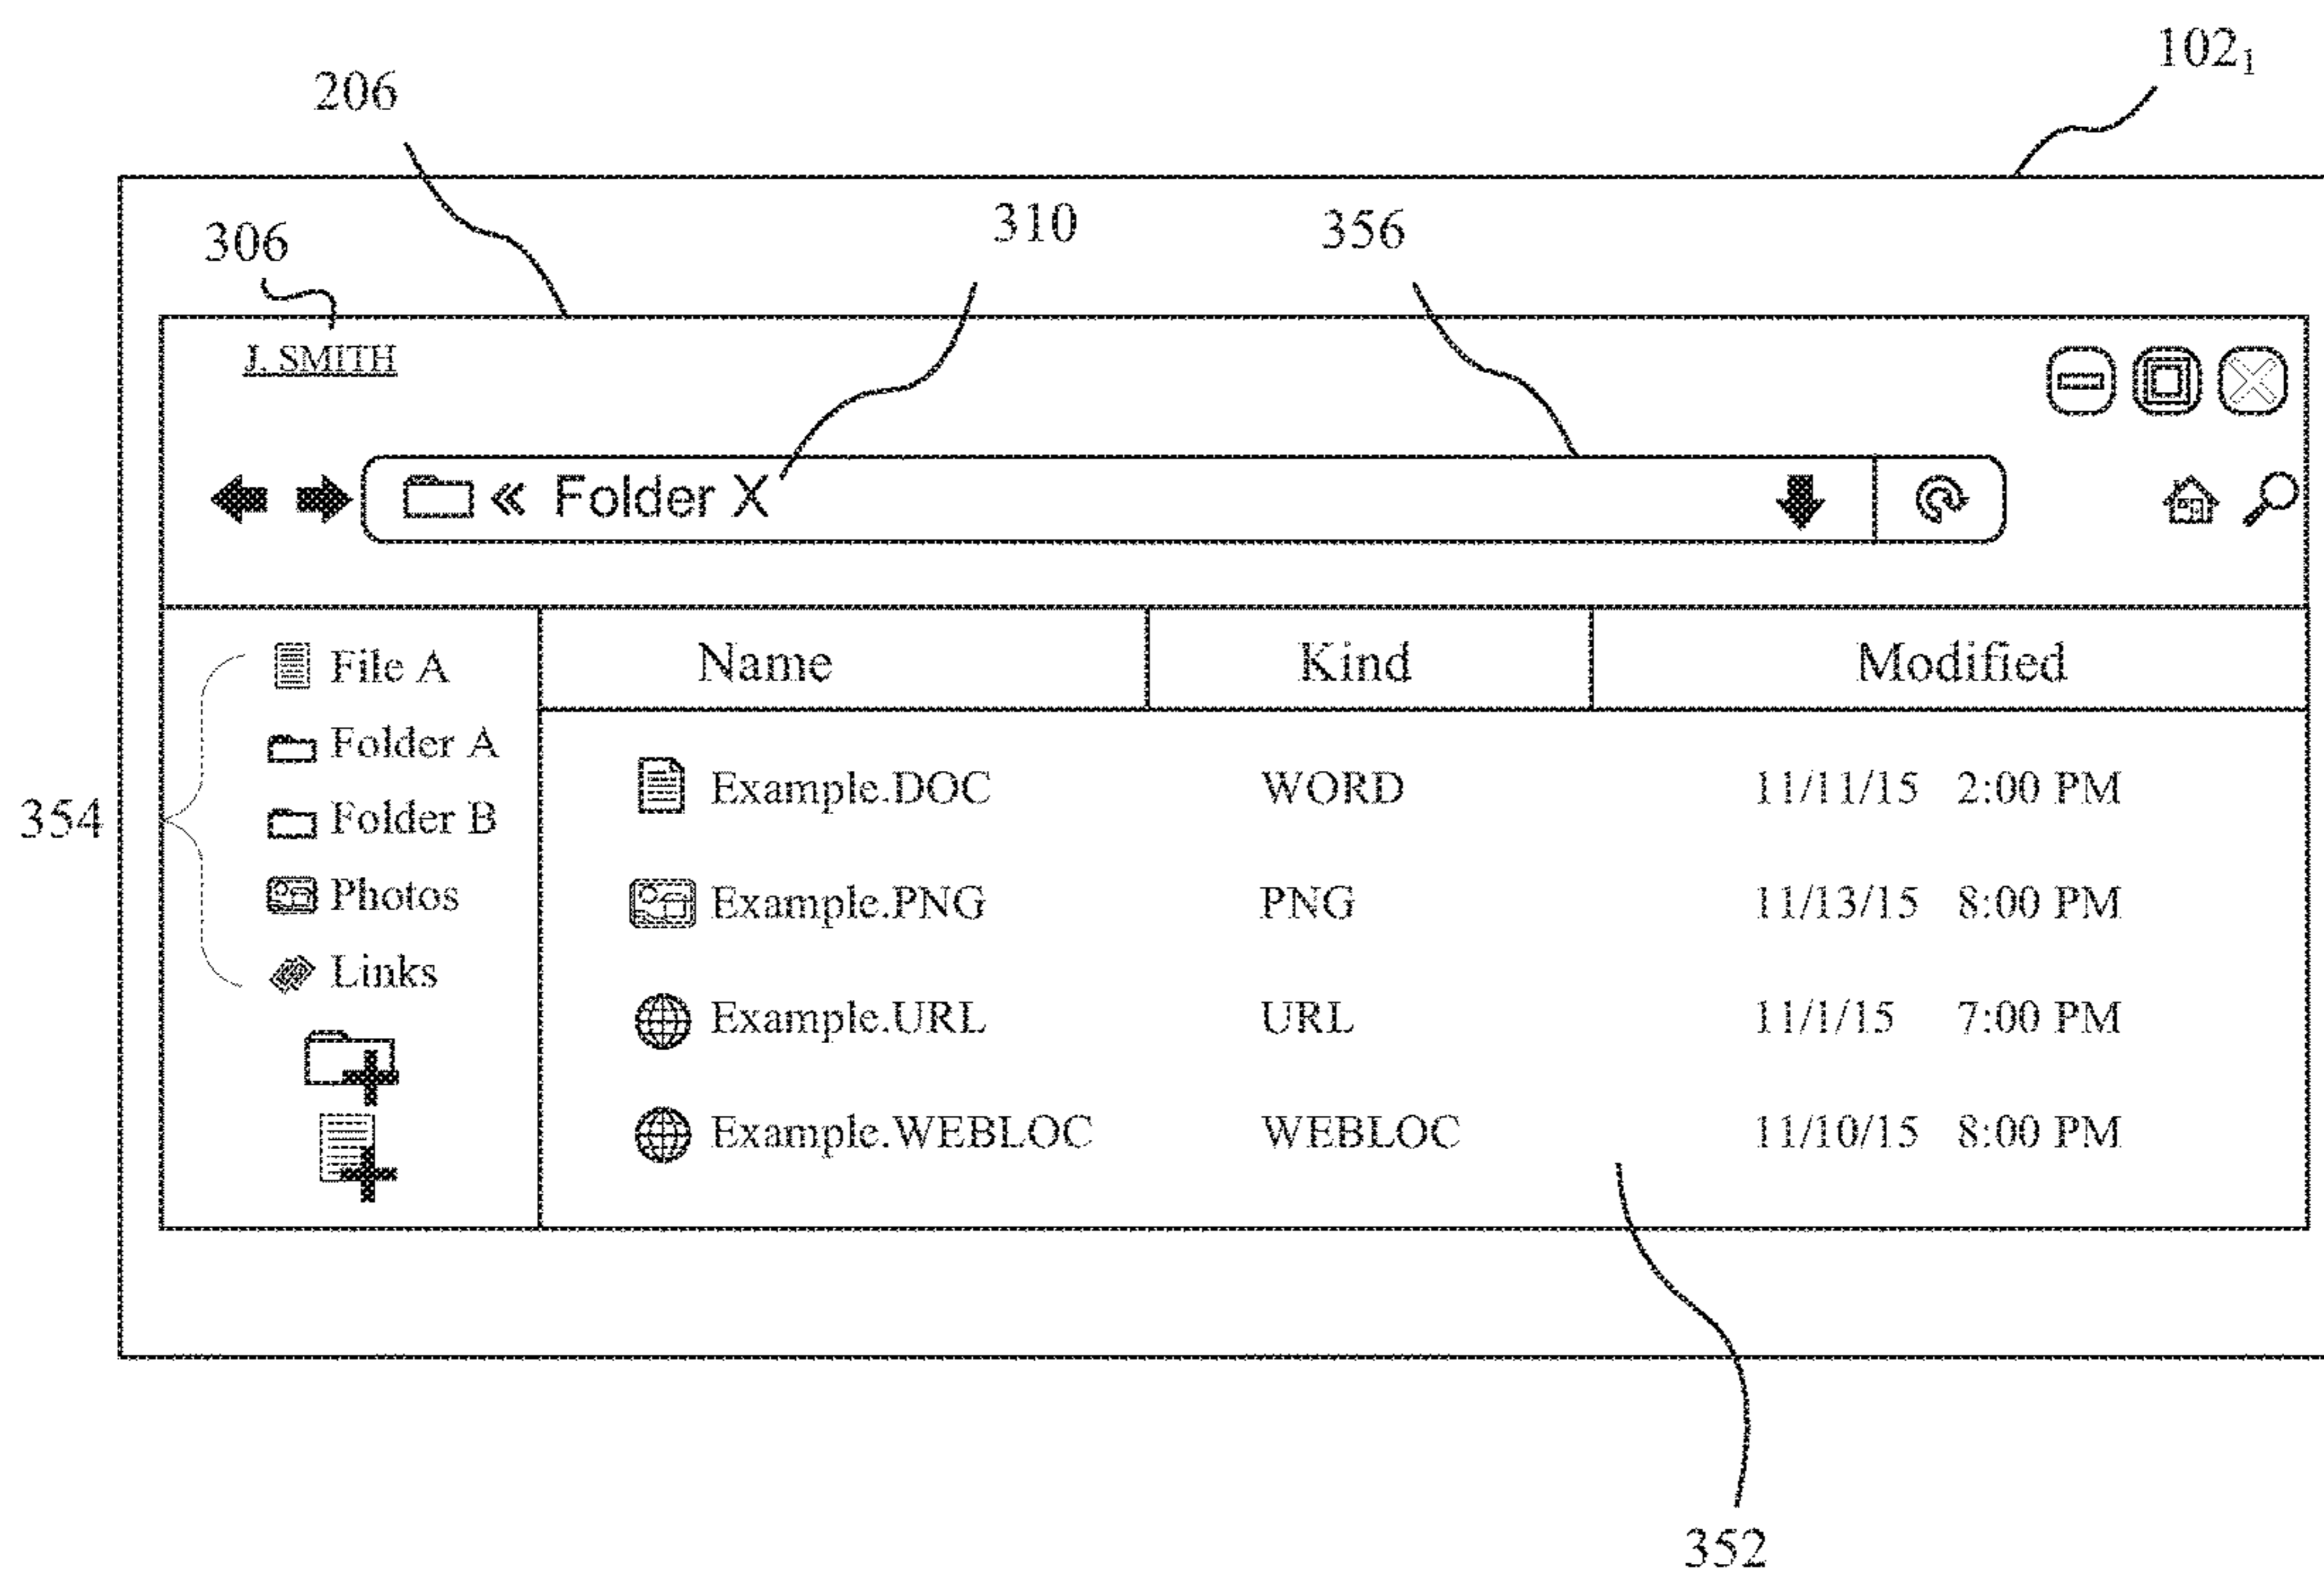 102₁
206
310
356
306
J. SMITH
« Folder X
Name Kind Modified
File A
Folder A
Folder B
Photos
Links
354
Example.DOC WORD 11/11/15 2:00 PM
Example.PNG PNG 11/13/15 8:00 PM
Example.URL URL 11/1/15 7:00 PM
Example.WEBLOC WEBLOC 11/10/15 8:00 PM
352